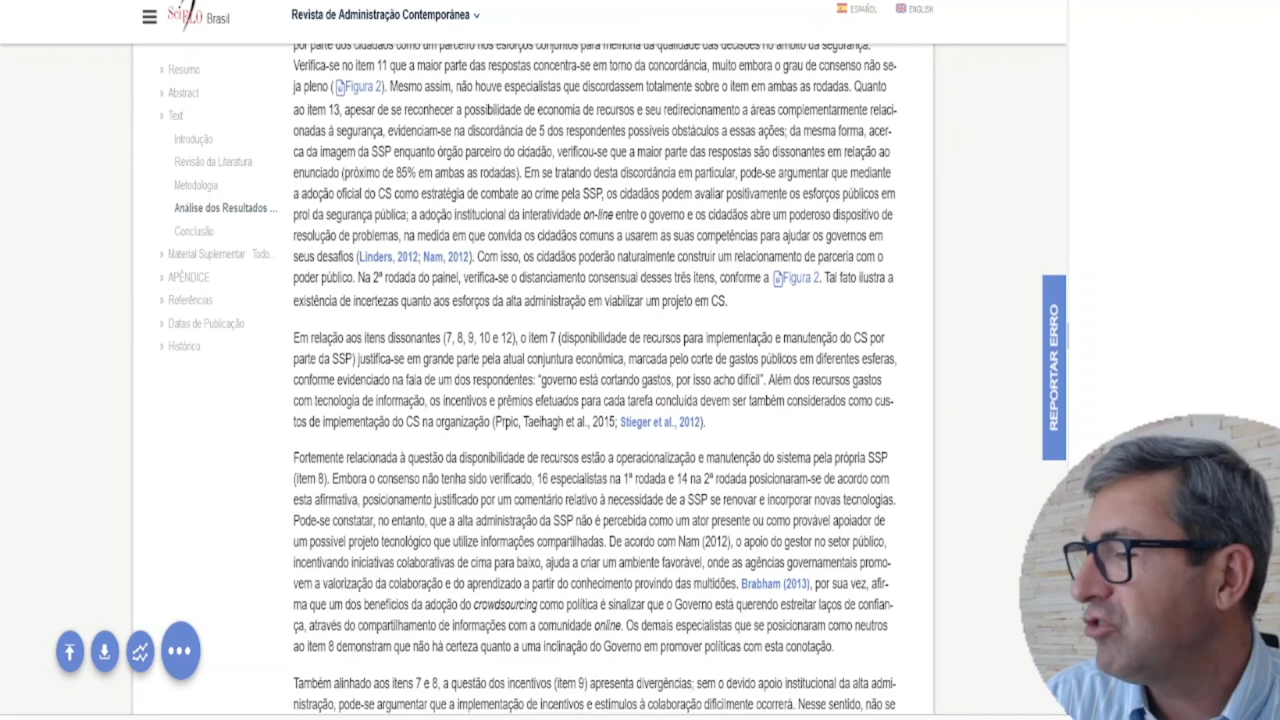 SciELO Brasil
Revista de Administração Contemporânea
ESPAÑOL
ENGLISH
Resumo
Abstract
Text
Introdução
Revisão da Literatura
Metodologia
Análise dos Resultados ...
Conclusão
Material Suplementar Todo...
APÊNDICE
Referências
Datas de Publicação
Histórico
por parte dos cidadãos como um parceiro nos esforços conjuntos para melhoria da qualidade das decisões no âmbito da segurança.
Verifica-se no item 11 que a maior parte das respostas concentra-se em torno da concordância, muito embora o grau de consenso não se-
ja pleno (Figura 2). Mesmo assim, não houve especialistas que discordassem totalmente sobre o item em ambas as rodadas. Quanto
ao item 13, apesar de se reconhecer a possibilidade de economia de recursos e seu redirecionamento a áreas complementarmente relaci-
onadas à segurança, evidenciam-se na discordância de 5 dos respondentes possíveis obstáculos a essas ações; da mesma forma, acer-
ca da imagem da SSP enquanto órgão parceiro do cidadão, verificou-se que a maior parte das respostas são dissonantes em relação ao
enunciado (próximo de 85% em ambas as rodadas). Em se tratando desta discordância em particular, pode-se argumentar que mediante
a adoção oficial do CS como estratégia de combate ao crime pela SSP, os cidadãos podem avaliar positivamente os esforços públicos em
prol da segurança pública; a adoção institucional da interatividade on-line entre o governo e os cidadãos abre um poderoso dispositivo de
resolução de problemas, na medida em que convida os cidadãos comuns a usarem as suas competências para ajudar os governos em
seus desafios (Linders, 2012; Nam, 2012). Com isso, os cidadãos poderão naturalmente construir um relacionamento de parceria com o
poder público. Na 2ª rodada do painel, verifica-se o distanciamento consensual desses três itens, conforme a Figura 2. Tal fato ilustra a
existência de incertezas quanto aos esforços da alta administração em viabilizar um projeto em CS.
Em relação aos itens dissonantes (7, 8, 9, 10 e 12), o item 7 (disponibilidade de recursos para implementação e manutenção do CS por
parte da SSP) justifica-se em grande parte pela atual conjuntura econômica, marcada pelo corte de gastos públicos em diferentes esferas,
conforme evidenciado na fala de um dos respondentes: “governo está cortando gastos, por isso acho difícil”. Além dos recursos gastos
com tecnologia de informação, os incentivos e prêmios efetuados para cada tarefa concluída devem ser também considerados como cus-
tos de implementação do CS na organização (Prpic, Taeihagh et al., 2015; Stieger et al., 2012).
Fortemente relacionada à questão da disponibilidade de recursos estão a operacionalização e manutenção do sistema pela própria SSP
(item 8). Embora o consenso não tenha sido verificado, 16 especialistas na 1ª rodada e 14 na 2ª rodada posicionaram-se de acordo com
esta afirmativa, posicionamento justificado por um comentário relativo à necessidade de a SSP se renovar e incorporar novas tecnologias.
Pode-se constatar, no entanto, que a alta administração da SSP não é percebida como um ator presente ou como provável apoiador de
um possível projeto tecnológico que utilize informações compartilhadas. De acordo com Nam (2012), o apoio do gestor no setor público,
incentivando iniciativas colaborativas de cima para baixo, ajuda a criar um ambiente favorável, onde as agências governamentais promo-
vem a valorização da colaboração e do aprendizado a partir do conhecimento provindo das multidões. Brabham (2013), por sua vez, afir-
ma que um dos benefícios da adoção do crowdsourcing como política é sinalizar que o Governo está querendo estreitar laços de confian-
ça, através do compartilhamento de informações com a comunidade online. Os demais especialistas que se posicionaram como neutros
ao item 8 demonstram que não há certeza quanto a uma inclinação do Governo em promover políticas com esta conotação.
Também alinhado aos itens 7 e 8, a questão dos incentivos (item 9) apresenta divergências; sem o devido apoio institucional da alta admi-
nistração, pode-se argumentar que a implementação de incentivos e estímulos à colaboração dificilmente ocorrerá. Nesse sentido, não se
REPORTAR ERRO